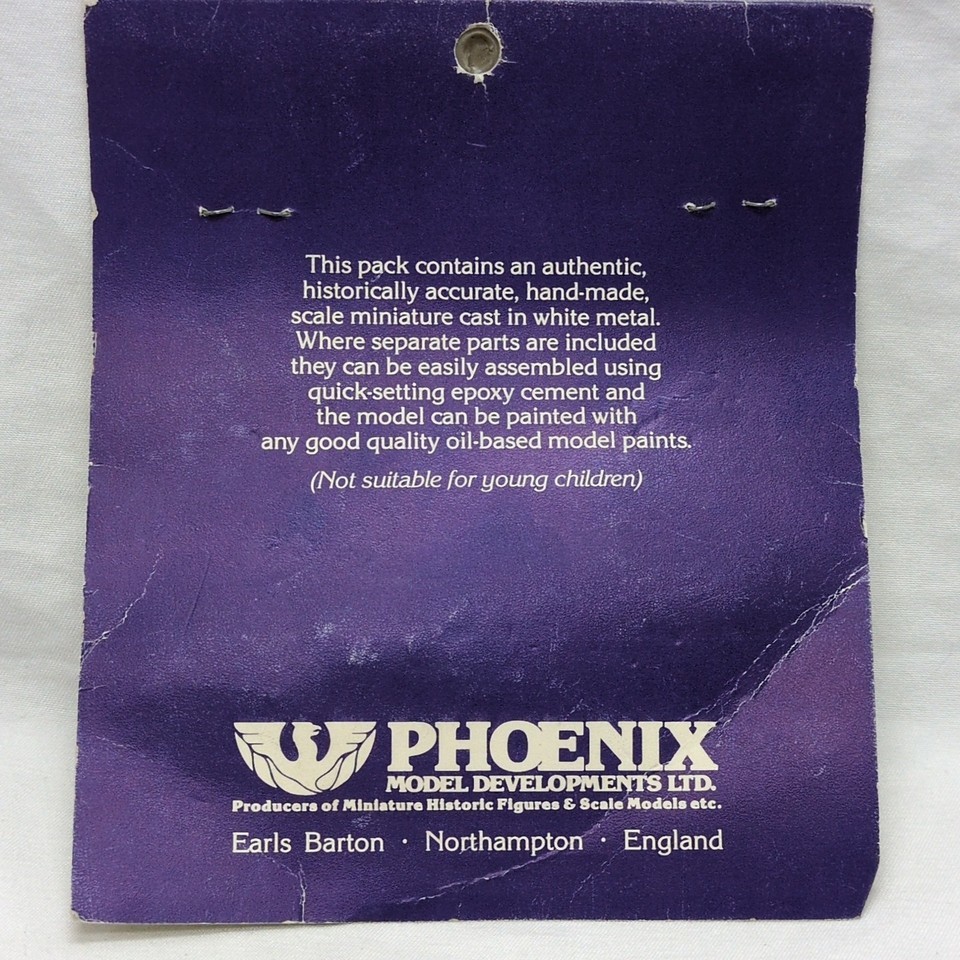 This pack contains an authentic,
historically accurate, hand-made,
scale miniature cast in white metal.
Where separate parts are included
they can be easily assembled using
quick-setting epoxy cement and
the model can be painted with
any good quality oil-based model paints.
(Not suitable for young children)
PHOENIX
MODEL DEVELOPMENTS LTD.
Producers of Miniature Historic Figures & Scale Models etc.
Earls Barton · Northampton · England